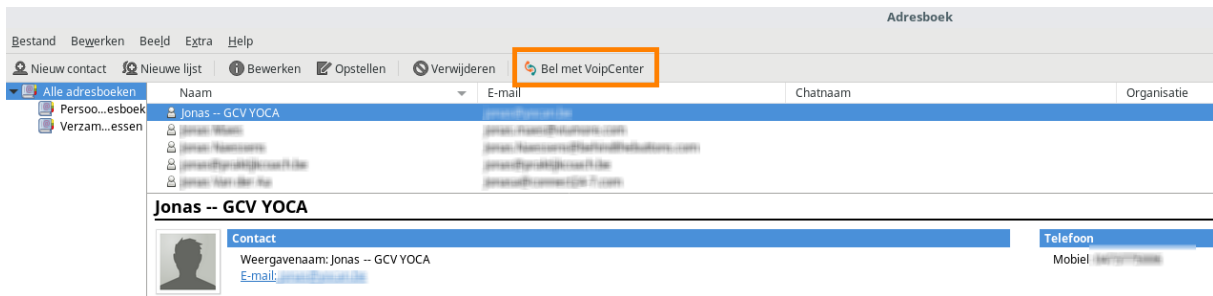 Adresboek
Bestand Bewerken Beeld Extra Help
Nieuw contact Nieuwe lijst Bewerken Opstellen Verwijderen Bel met VoipCenter
Alle adresboeken Naam E-mail Chatnaam Organisatie
Persoo...esboek Jonas -- GCV YOCA
Verzam...essen
Jonas -- GCV YOCA
Contact Telefoon
Weergavenaam: Jonas -- GCV YOCA Mobiel
E-mail: